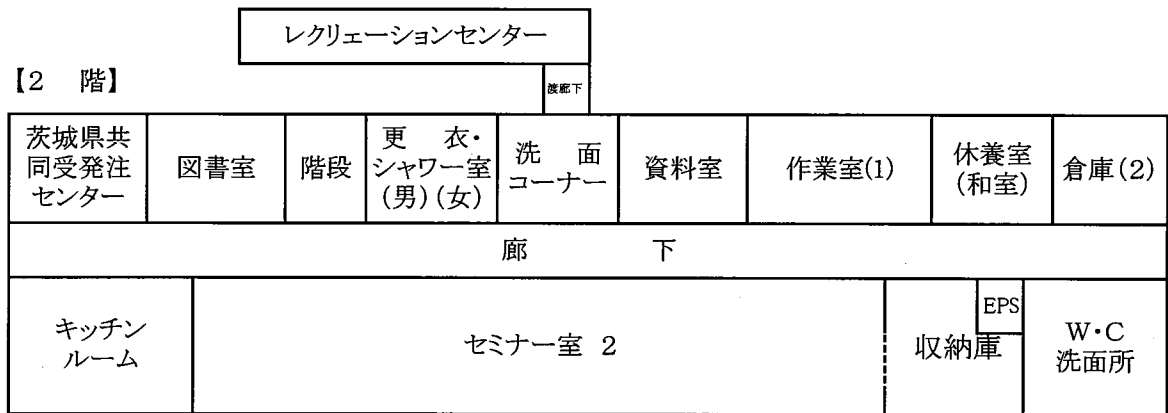 レクリェーションセンター
【2 階】
渡廊下
茨城県共
同受発注
センター
図書室
階段
更 衣・
シャワー室
(男)(女)
洗 面
コーナー
資料室
作業室(1)
休養室
(和室)
倉庫(2)
廊 下
キッチン
ルーム
セミナー室 2
収納庫
EPS
W・C
洗面所